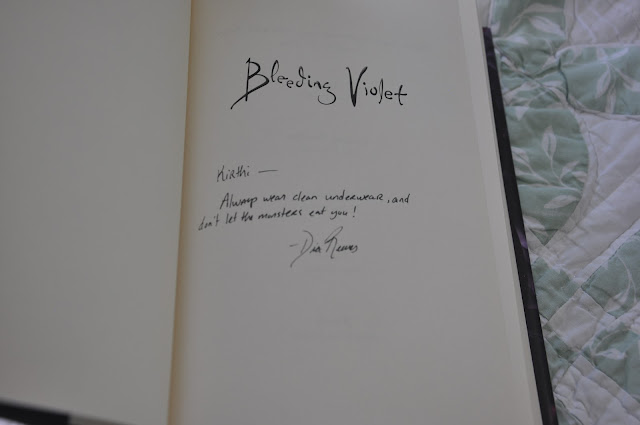 Bleeding Violet
Kirthi —
Always wear clean underwear, and
don't let the monsters eat you!
-Dia Reeves